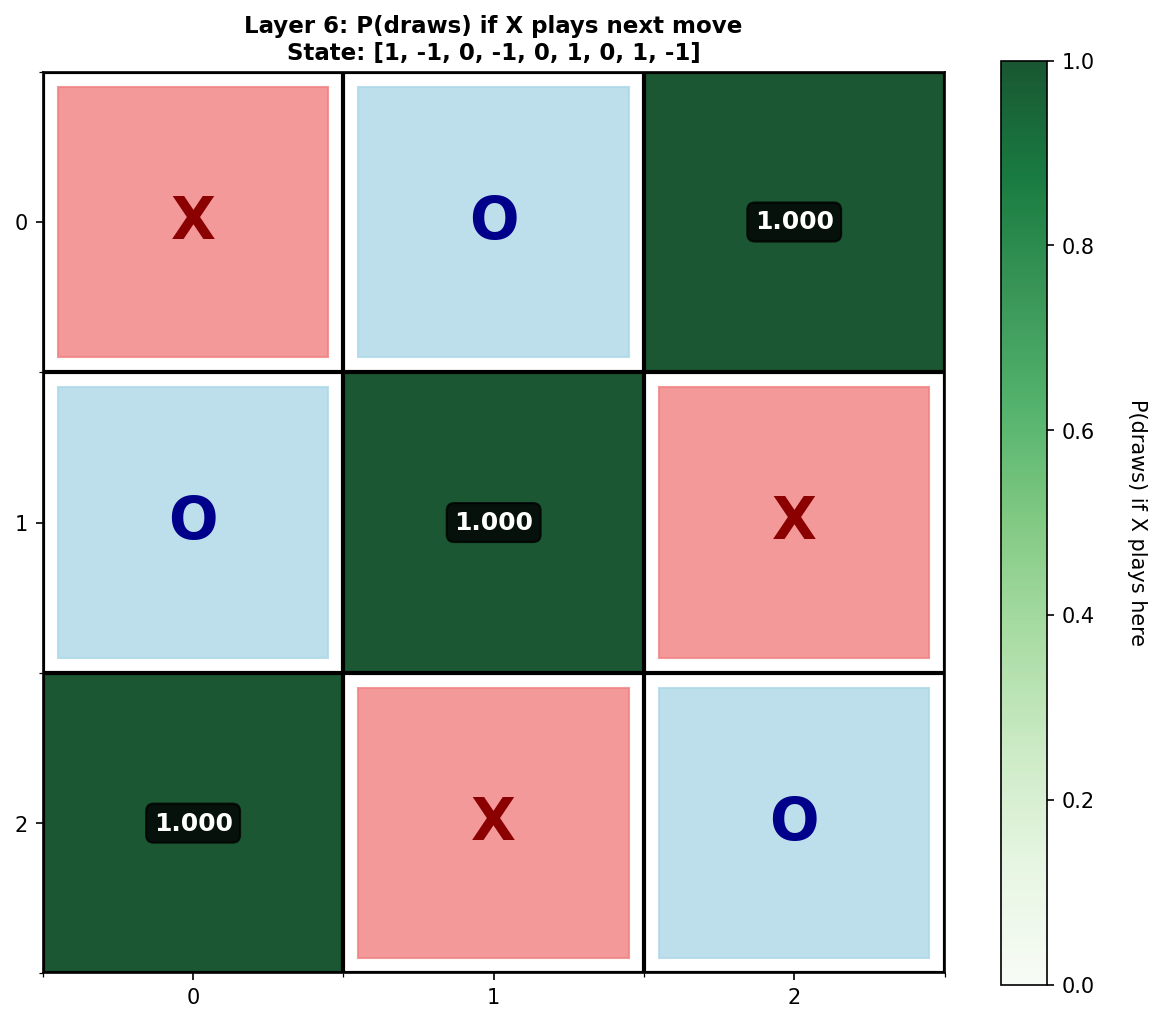 Layer 6: P(draws) if X plays next move
State: [1, -1, 0, -1, 0, 1, 0, 1, -1]
X
O
1.000
O
1.000
X
1.000
X
O
0
1
2
0
1
2
1.0
0.8
0.6
0.4
0.2
0.0
P(draws) if X plays here